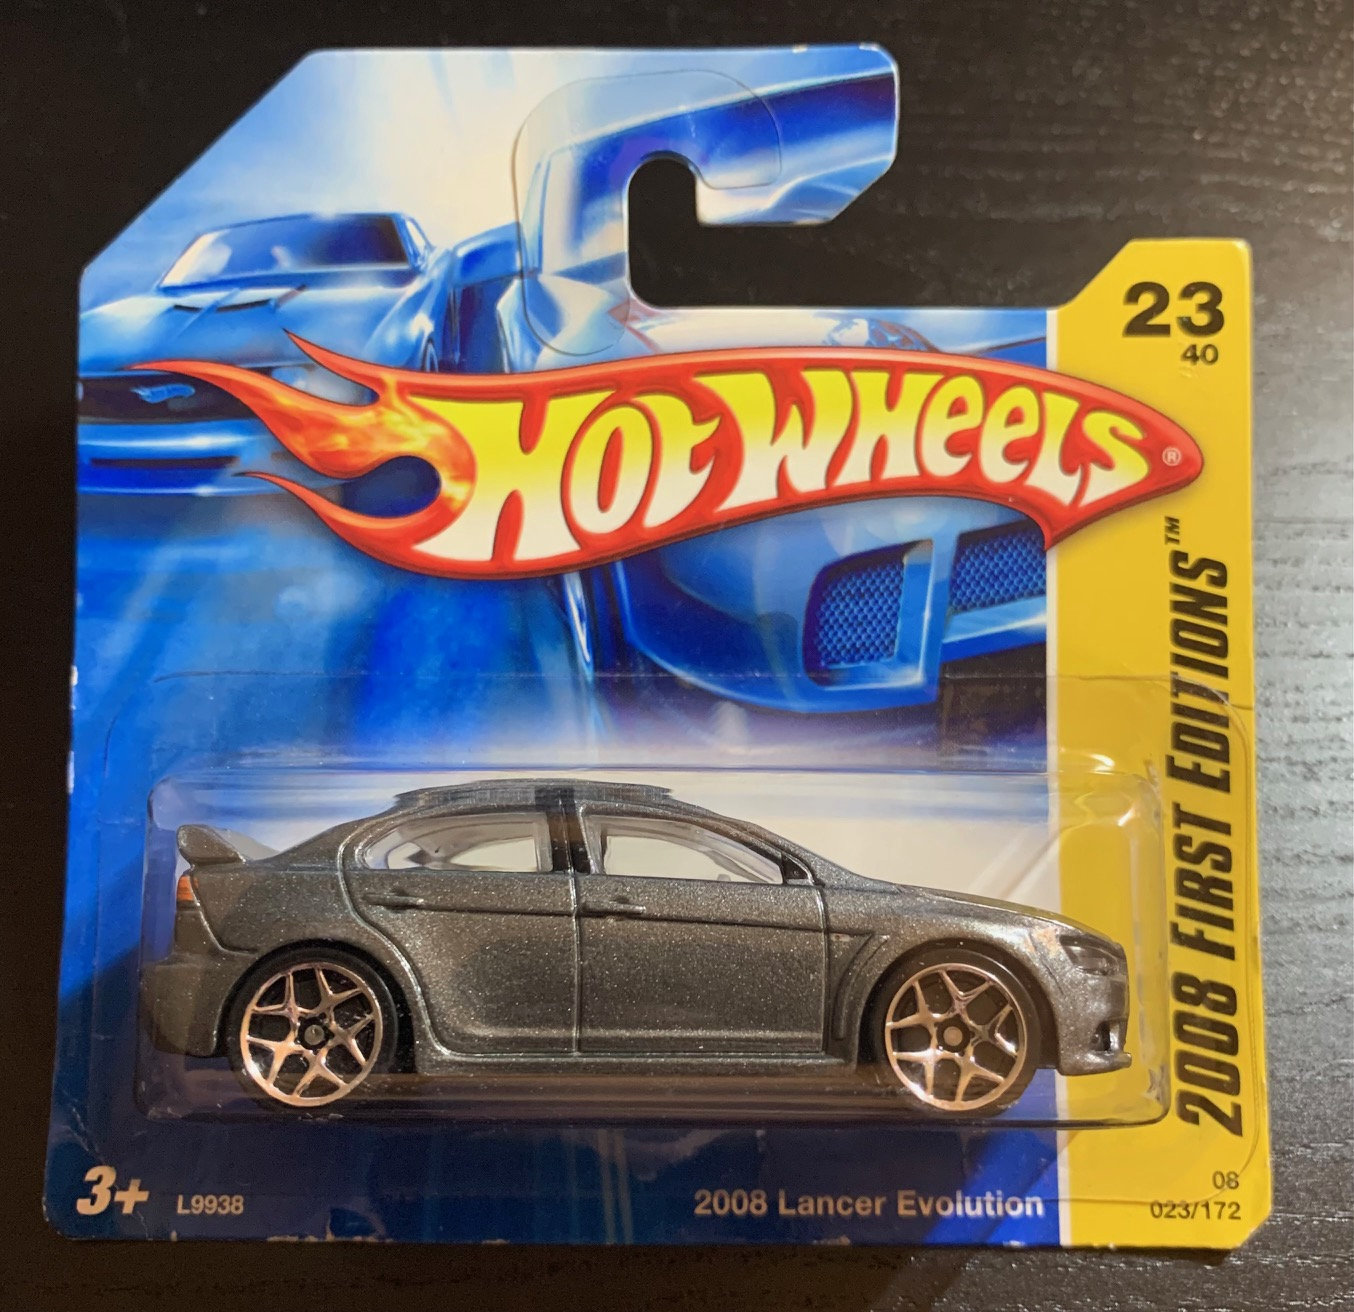 23
40
HOT WHEELS®
2008 FIRST EDITIONS™
3+
L9938
2008 Lancer Evolution
08
023/172